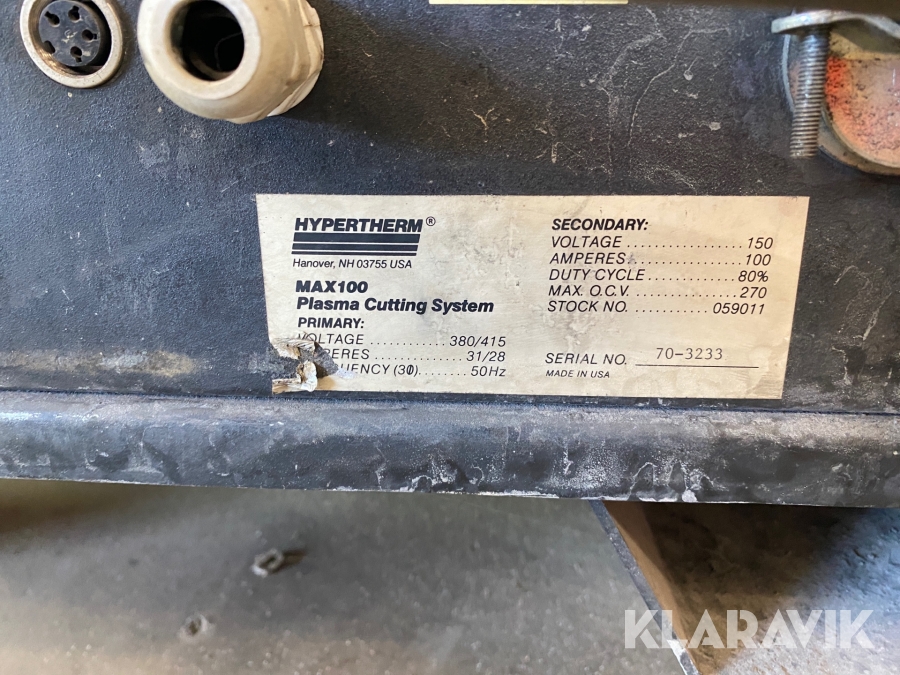 HYPERTHERM®
Hanover, NH 03755 USA
MAX100
Plasma Cutting System
PRIMARY:
VOLTAGE ............ 380/415
PERES .............. 31/28
UENCY (3Ø)........ 50Hz
SECONDARY:
VOLTAGE ................. 150
AMPERES ................. 100
DUTY CYCLE .............. 80%
MAX. O.C.V. .............. 270
STOCK NO. ........... 059011
SERIAL NO. 70-3233
MADE IN USA
KLARAVIK